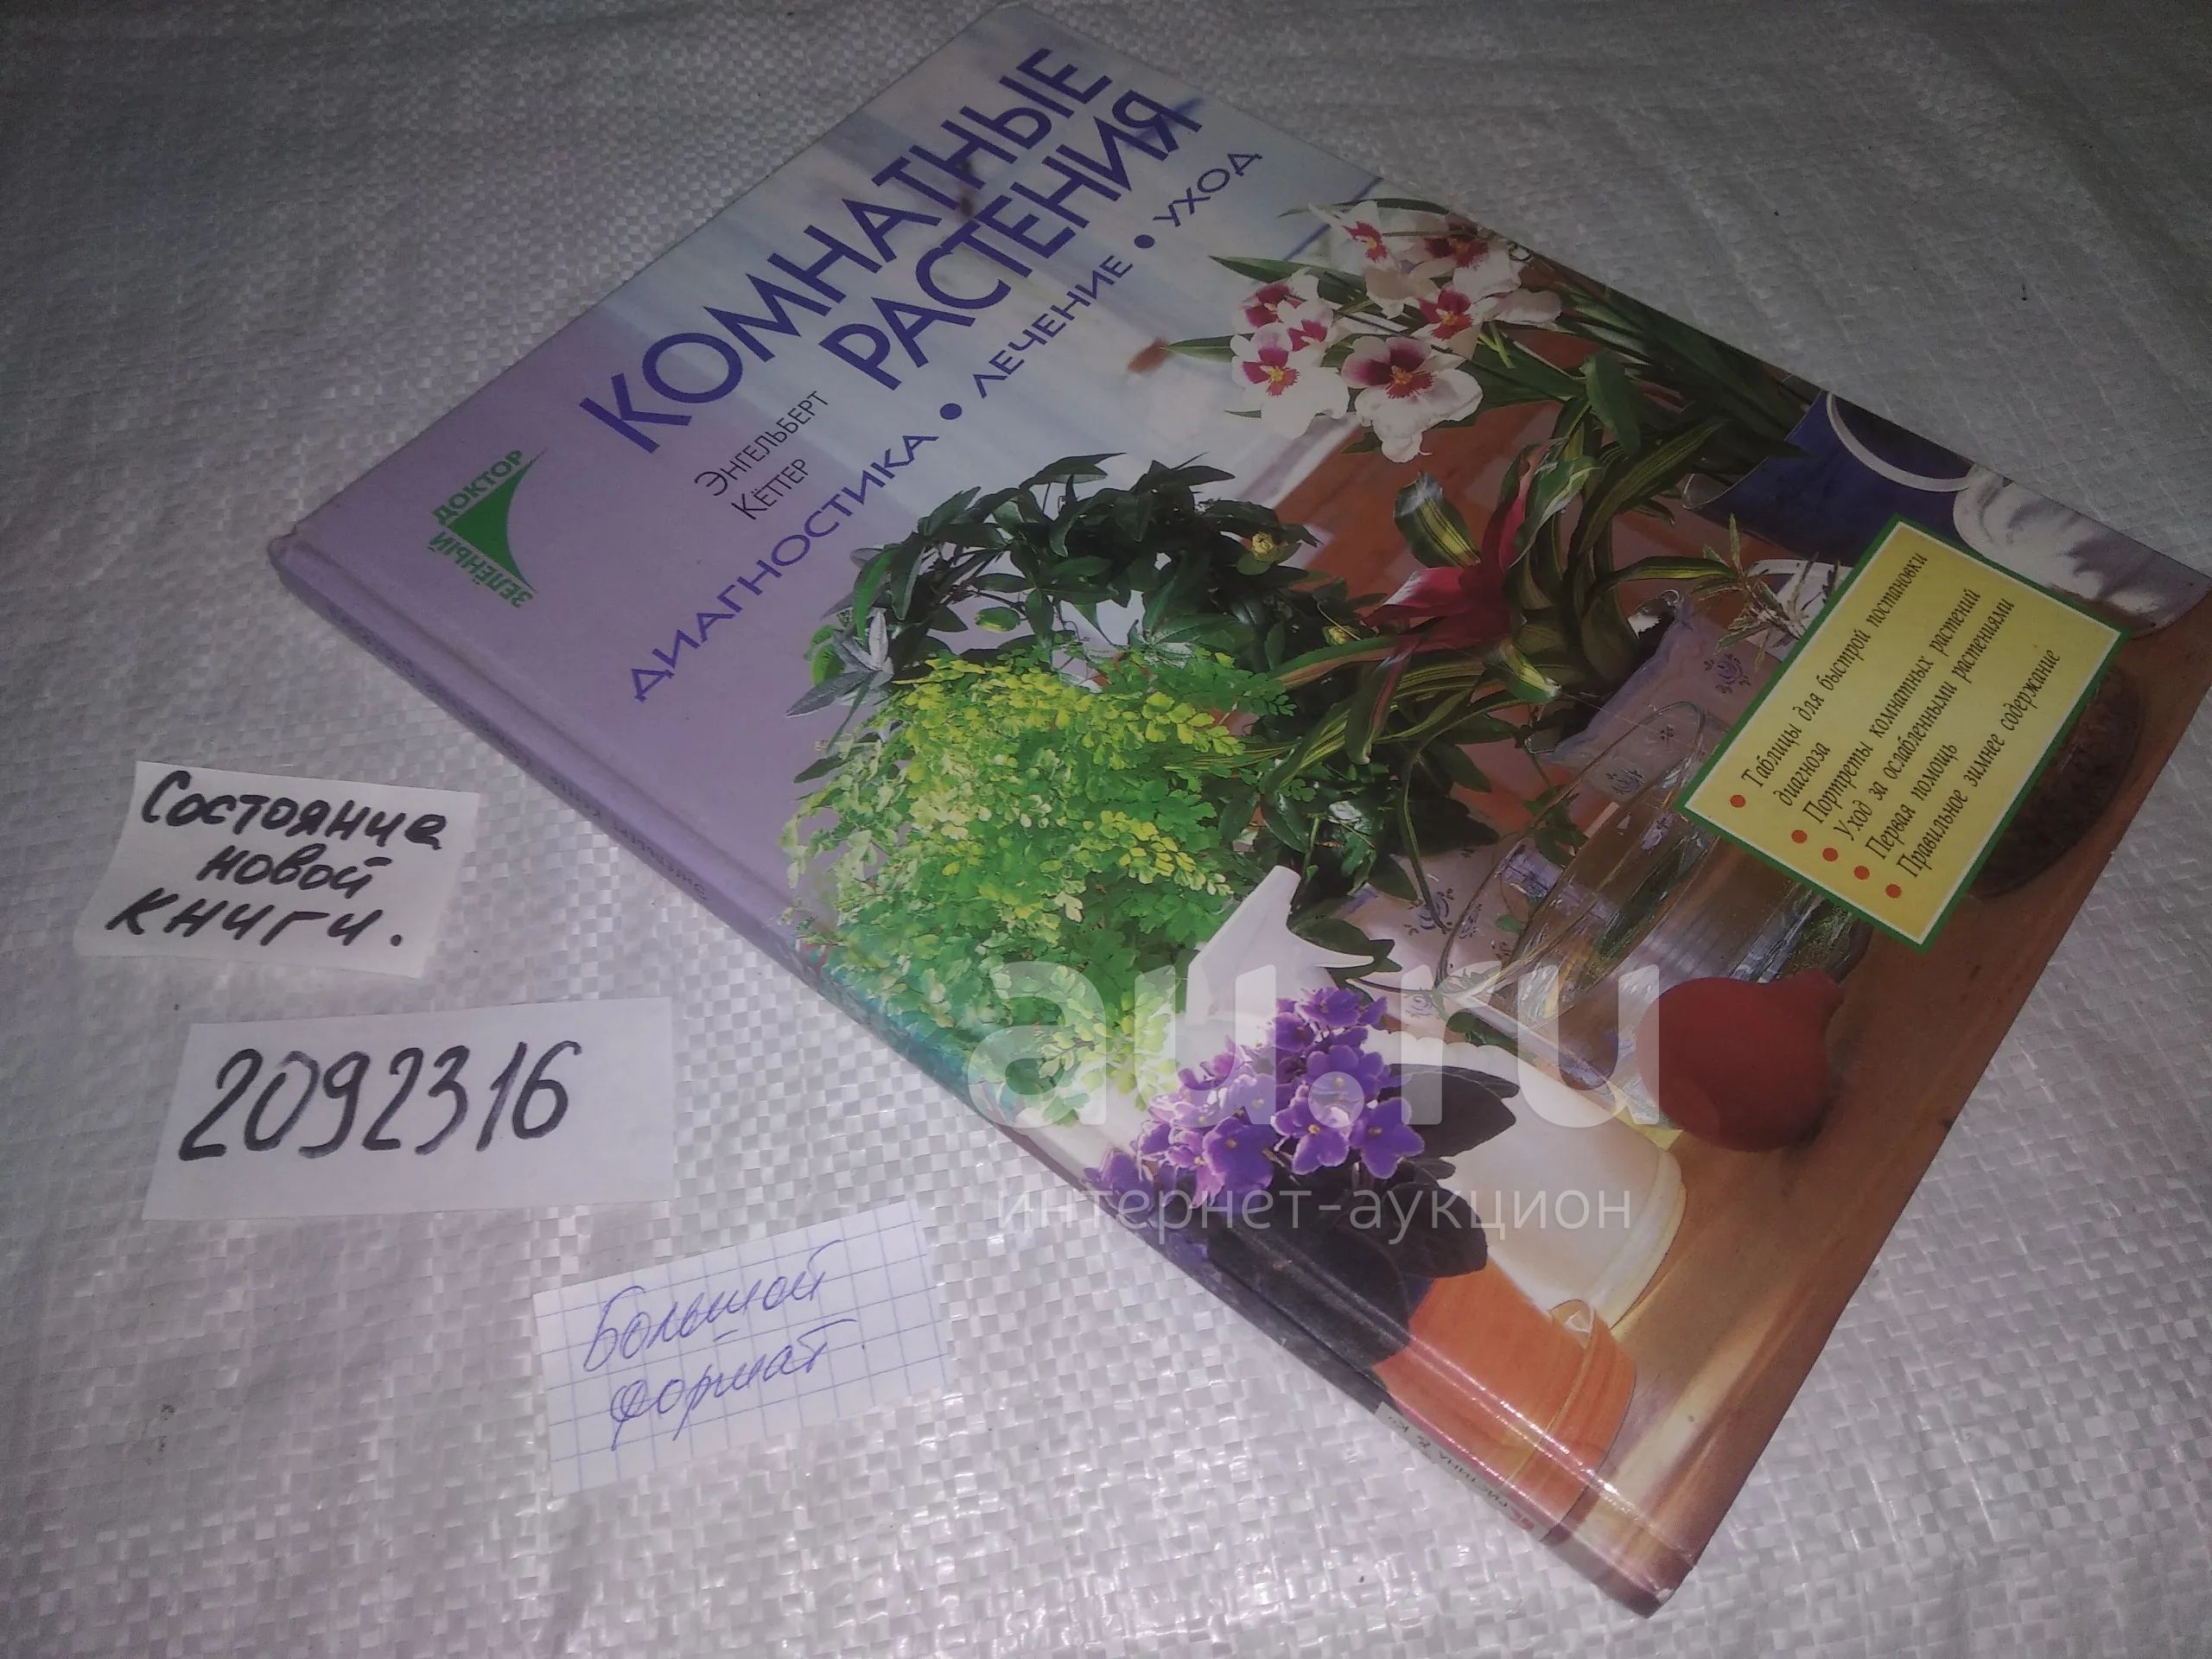 КОМНАТНЫЕ
РАСТЕНИЯ
ЭНГЕЛЬБЕРТ
КЁТТЕР
ДИАГНОСТИКА • ЛЕЧЕНИЕ • УХОД
ЗЕЛЁНЫЙ ДОКТОР
• Таблицы для быстрой постановки
диагноза
• Портреты комнатных растений
• Уход за ослабленными растениями
• Первая помощь
• Правильное зимнее содержание
Состояние
новой
книги.
2092316
Большой
формат
au.ru
интернет-аукцион